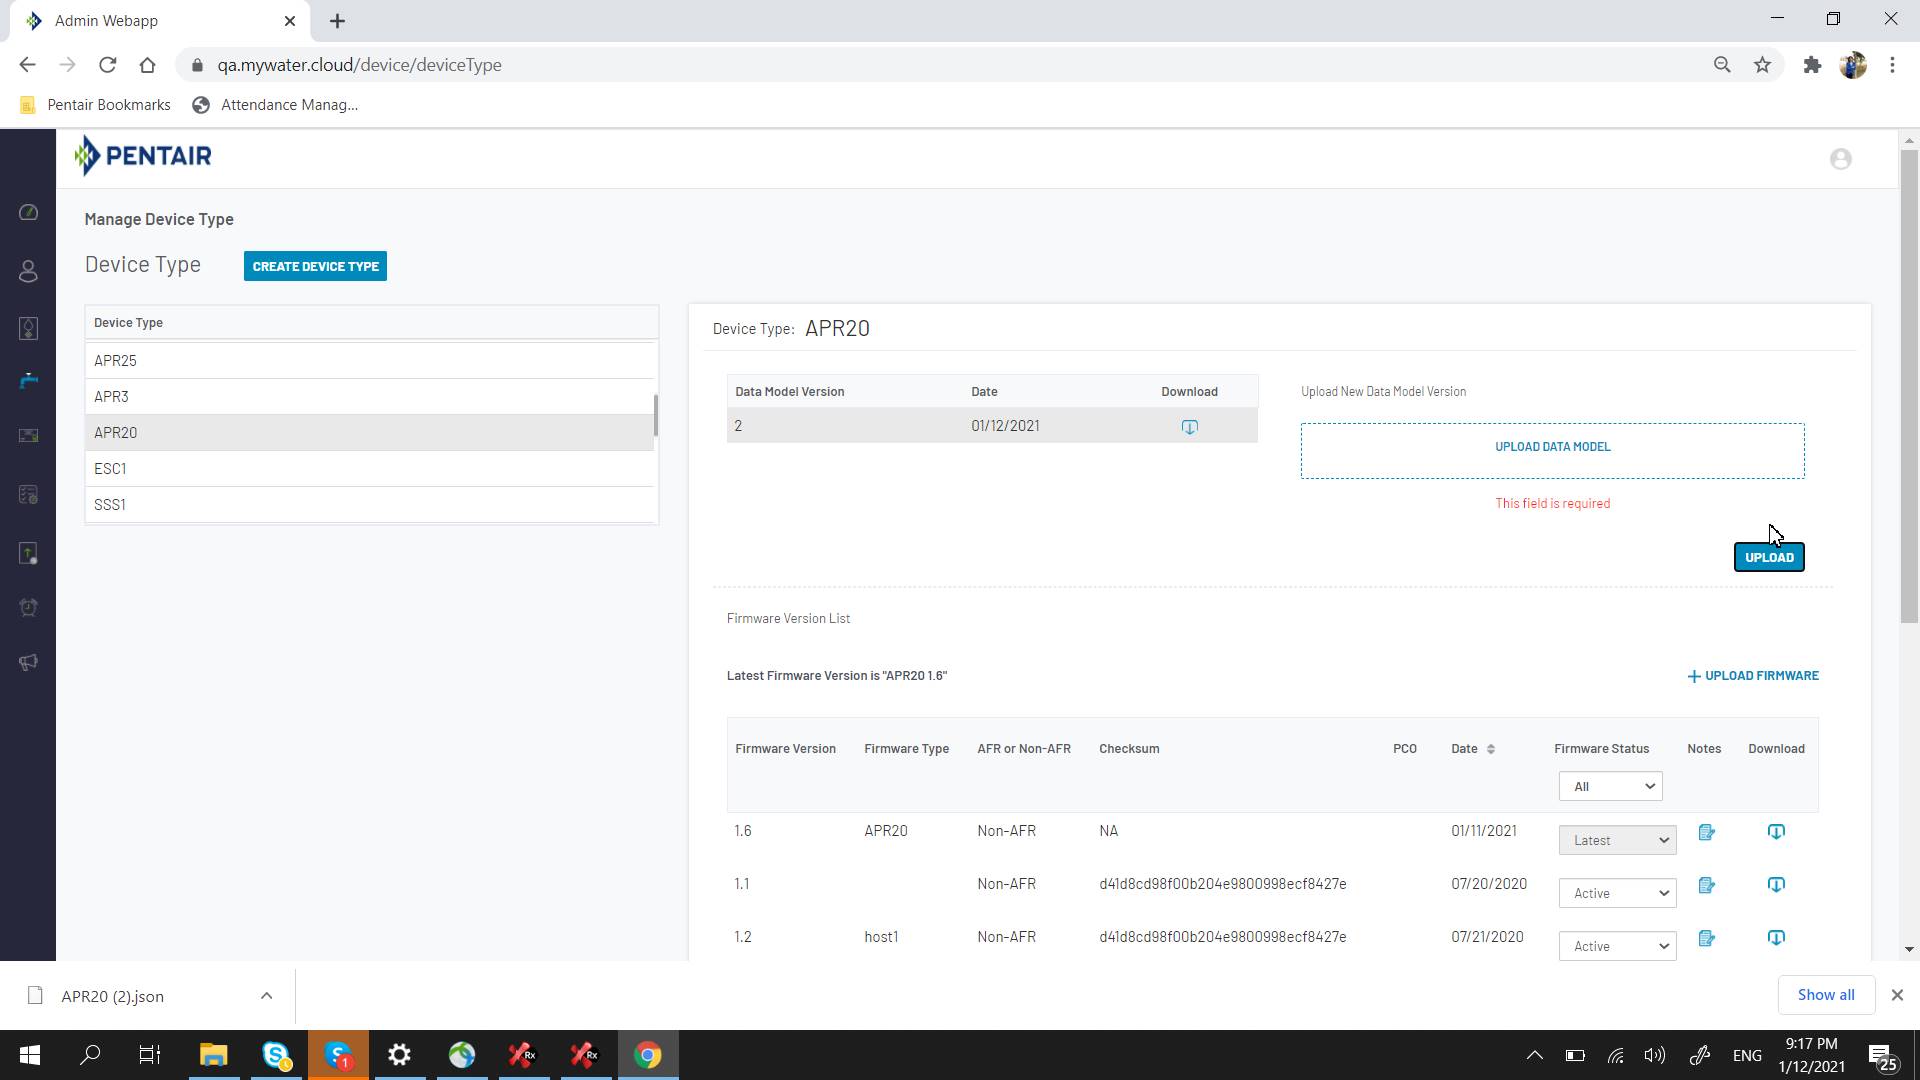 Admin Webapp
qa.mywater.cloud/device/deviceType
Pentair Bookmarks
Attendance Manag...
PENTAIR
Manage Device Type
Device Type
CREATE DEVICE TYPE
Device Type
APR25
APR3
APR20
ESC1
SSS1
Device Type: APR20
Data Model Version Date Download
2 01/12/2021
Upload New Data Model Version
UPLOAD DATA MODEL
This field is required
UPLOAD
Firmware Version List
Latest Firmware Version is "APR20 1.6"
UPLOAD FIRMWARE
Firmware Version Firmware Type AFR or Non-AFR Checksum PCO Date Firmware Status Notes Download
All
1.6 APR20 Non-AFR NA 01/11/2021 Latest
1.1 Non-AFR d41d8cd98f00b204e9800998ecf8427e 07/20/2020 Active
1.2 host1 Non-AFR d41d8cd98f00b204e9800998ecf8427e 07/21/2020 Active
APR20 (2).json
Show all
S 1
Rx
Rx
ENG
9:17 PM
1/12/2021
25